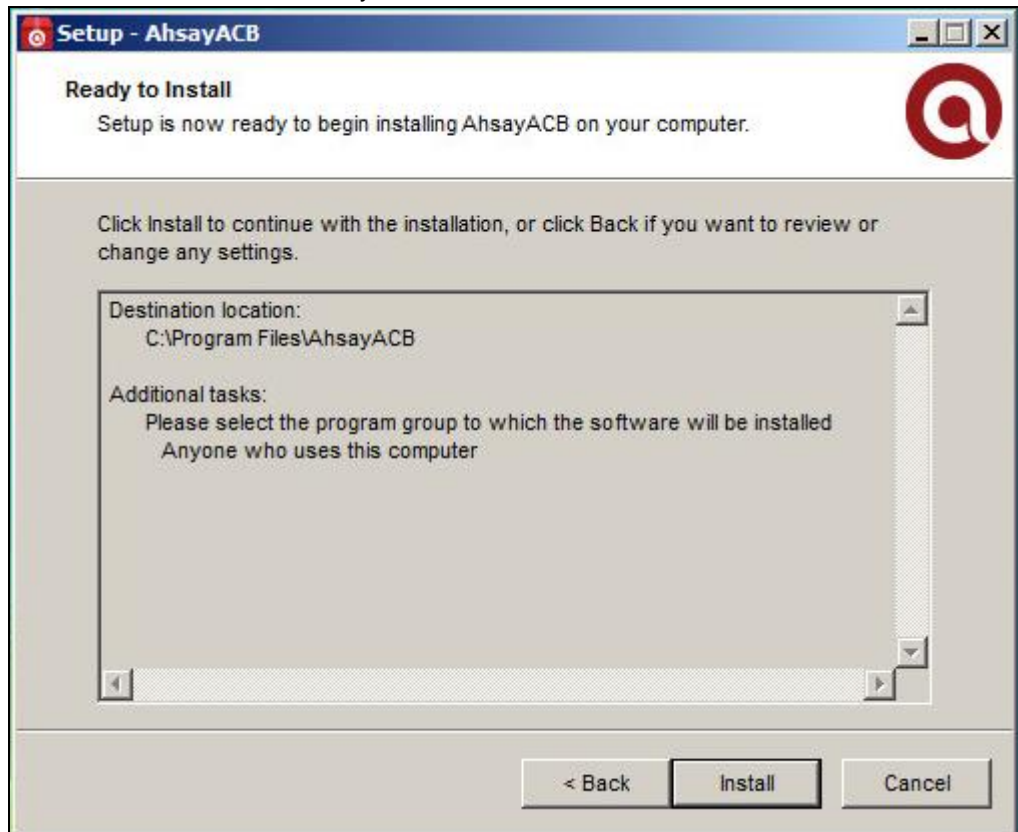 Setup - AhsayACB
Ready to Install
Setup is now ready to begin installing AhsayACB on your computer.
Click Install to continue with the installation, or click Back if you want to review or
change any settings.
Destination location:
C:\Program Files\AhsayACB
Additional tasks:
Please select the program group to which the software will be installed
Anyone who uses this computer
< Back
Install
Cancel